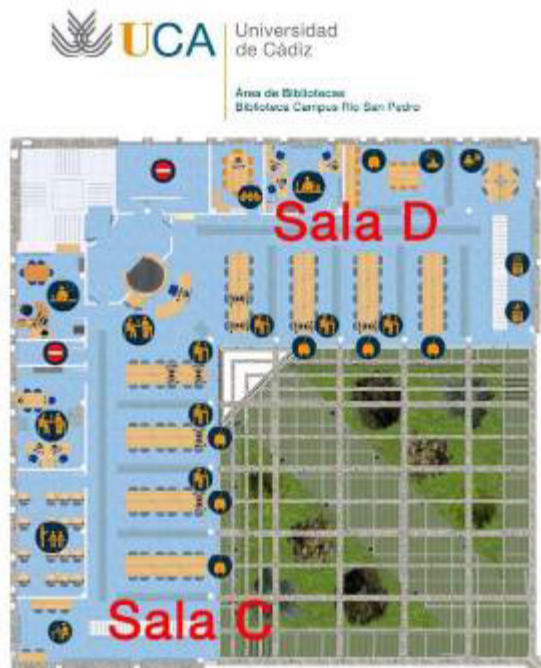 UCA
Universidad
de Cádiz
Área de Bibliotecas
Biblioteca Campus Río San Pedro
Sala D
Sala C